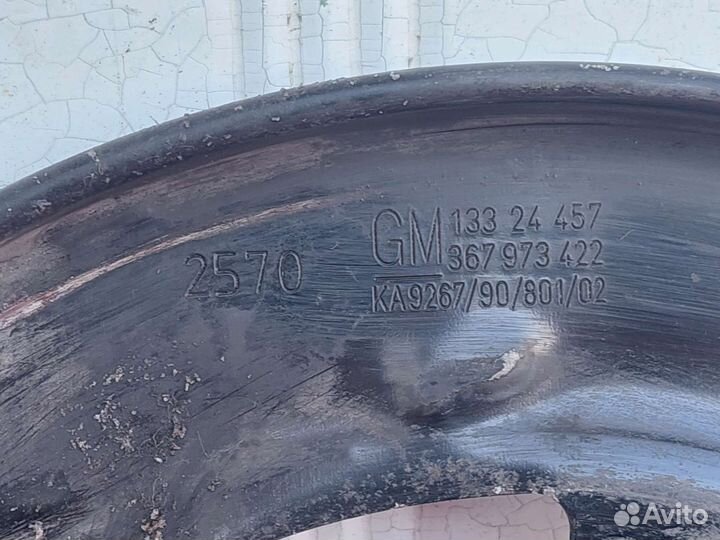 2570
GM 133 24 457
367 973 422
KA9267/90/801/02
Avito